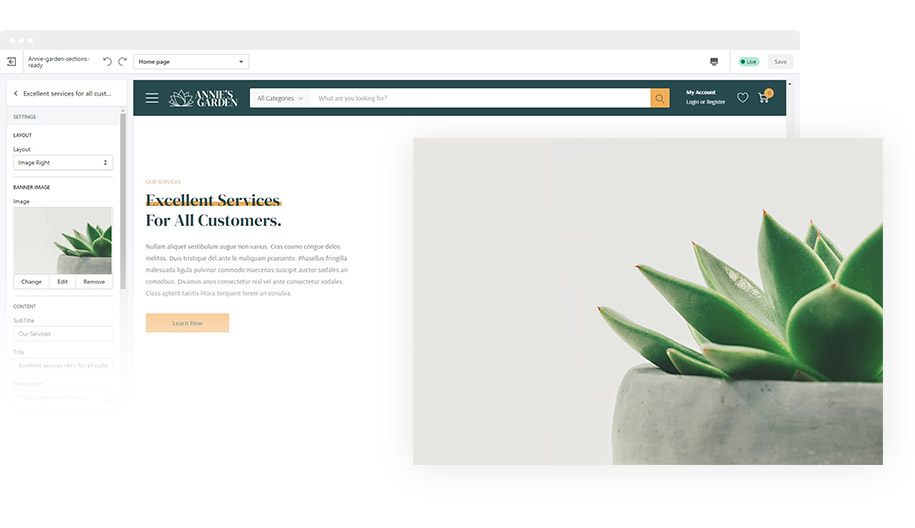 Annie-garden-sections-
ready
Home page
Live
Save
Excellent services for all cust...
SETTINGS
LAYOUT
Layout
Image Right
BANNER IMAGE
Image
Change
Edit
Remove
CONTENT
SubTitle
Our Services
Title
Excellent services<br> for all custo
Description
ANNIE'S
GARDEN
All Categories
What are you looking for?
My Account
Login or Register
0
OUR SERVICES
Excellent Services
For All Customers.
Nullam aliquet vestibulum augue non varius. Cras cosmo congue delos
melitos. Duis tristique del ante le maliquam praesento. Phasellus fringilla
malesuada ligula pulvinar commodo maecenas suscipit auctor sodales an
comodous. Divamus anos consectetur nisl vel ante consectetur sodales.
Class aptent tacitis litora torquent lorem an conubia.
Learn How